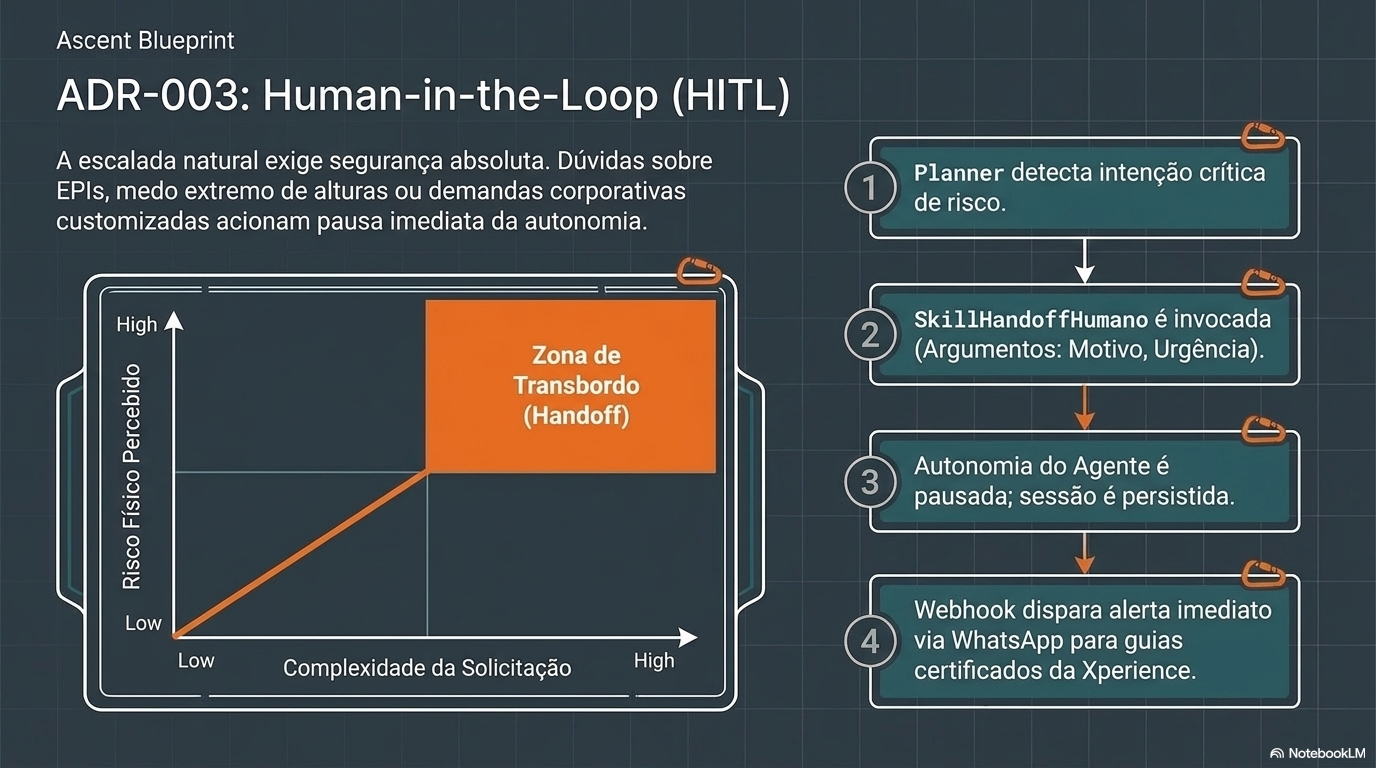 Ascent Blueprint
ADR-003: Human-in-the-Loop (HITL)
A escalada natural exige segurança absoluta. Dúvidas sobre
EPIs, medo extremo de alturas ou demandas corporativas
customizadas acionam pausa imediata da autonomia.
High
Risco Físico Percebido
Low
Zona de
Transbordo
(Handoff)
Low
Complexidade da Solicitação
High
1
Planner detecta intenção crítica
de risco.
2
SkillHandoffHumano é invocada
(Argumentos: Motivo, Urgência).
3
Autonomia do Agente é
pausada; sessão é persistida.
4
Webhook dispara alerta imediato
via WhatsApp para guias
certificados da Xperience.
NotebookLM